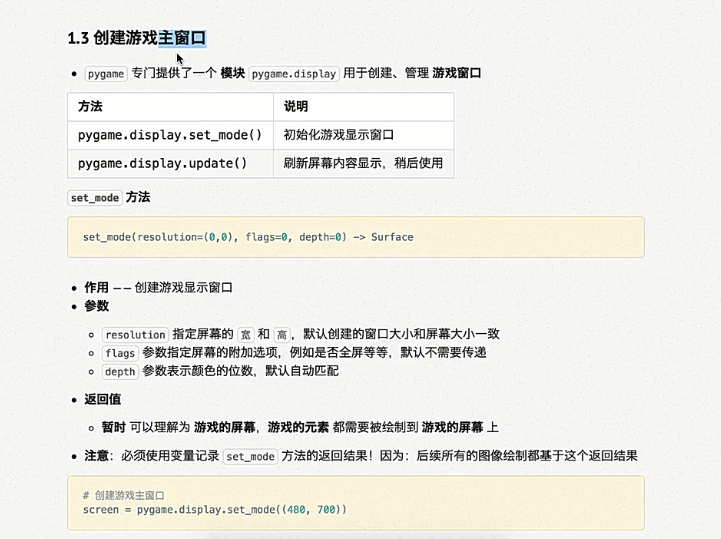 1.3 创建游戏主窗口
pygame 专门提供了一个 模块 pygame.display 用于创建、管理 游戏窗口
方法 说明
pygame.display.set_mode() 初始化游戏显示窗口
pygame.display.update() 刷新屏幕内容显示，稍后使用
set_mode 方法
set_mode(resolution=(0,0), flags=0, depth=0) -> Surface
作用 —— 创建游戏显示窗口
参数
resolution 指定屏幕的 宽 和 高，默认创建的窗口大小和屏幕大小一致
flags 参数指定屏幕的附加选项，例如是否全屏等等，默认不需要传递
depth 参数表示颜色的位数，默认自动匹配
返回值
暂时 可以理解为 游戏的屏幕，游戏的元素 都需要被绘制到 游戏的屏幕 上
注意：必须使用变量记录 set_mode 方法的返回结果！因为：后续所有的图像绘制都基于这个返回结果
# 创建游戏主窗口
screen = pygame.display.set_mode((480, 700))